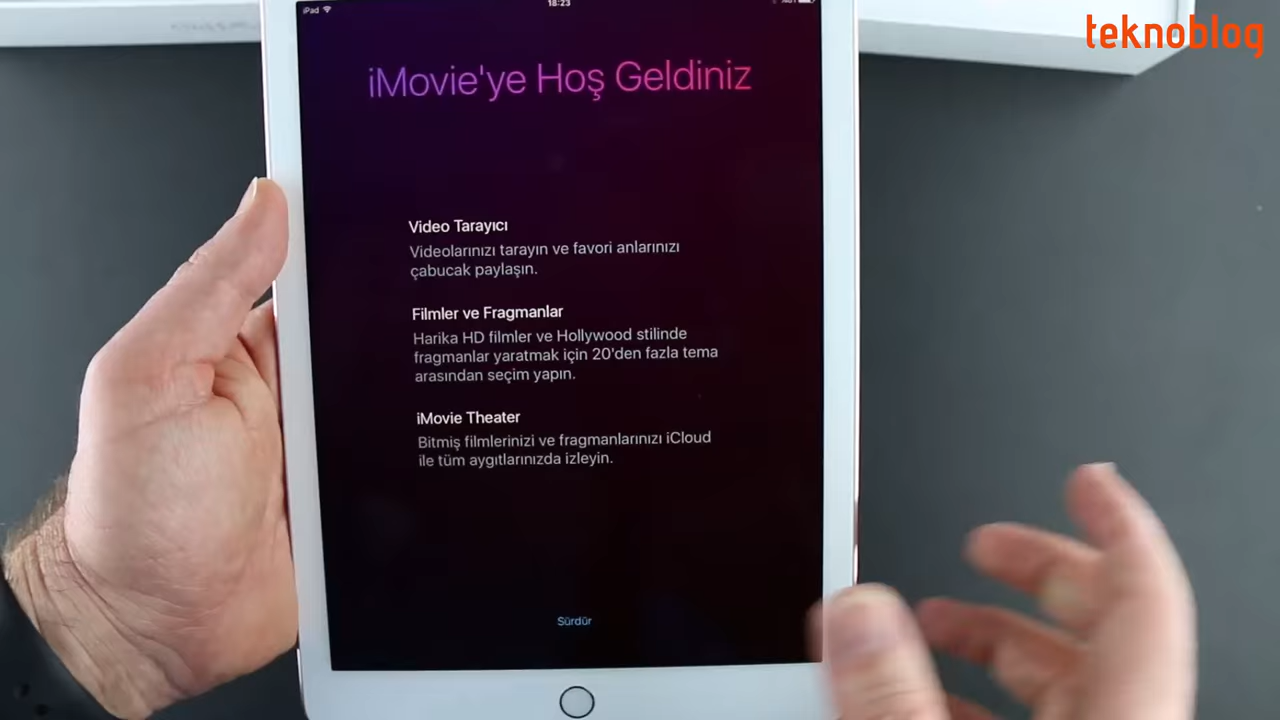 teknoblog
iPad
18:23
iMovie'ye Hoş Geldiniz
Video Tarayıcı
Videolarınızı tarayın ve favori anlarınızı
çabucak paylaşın.
Filmler ve Fragmanlar
Harika HD filmler ve Hollywood stilinde
fragmanlar yaratmak için 20'den fazla tema
arasından seçim yapın.
iMovie Theater
Bitmiş filmlerinizi ve fragmanlarınızı iCloud
ile tüm aygıtlarınızda izleyin.
Sürdür